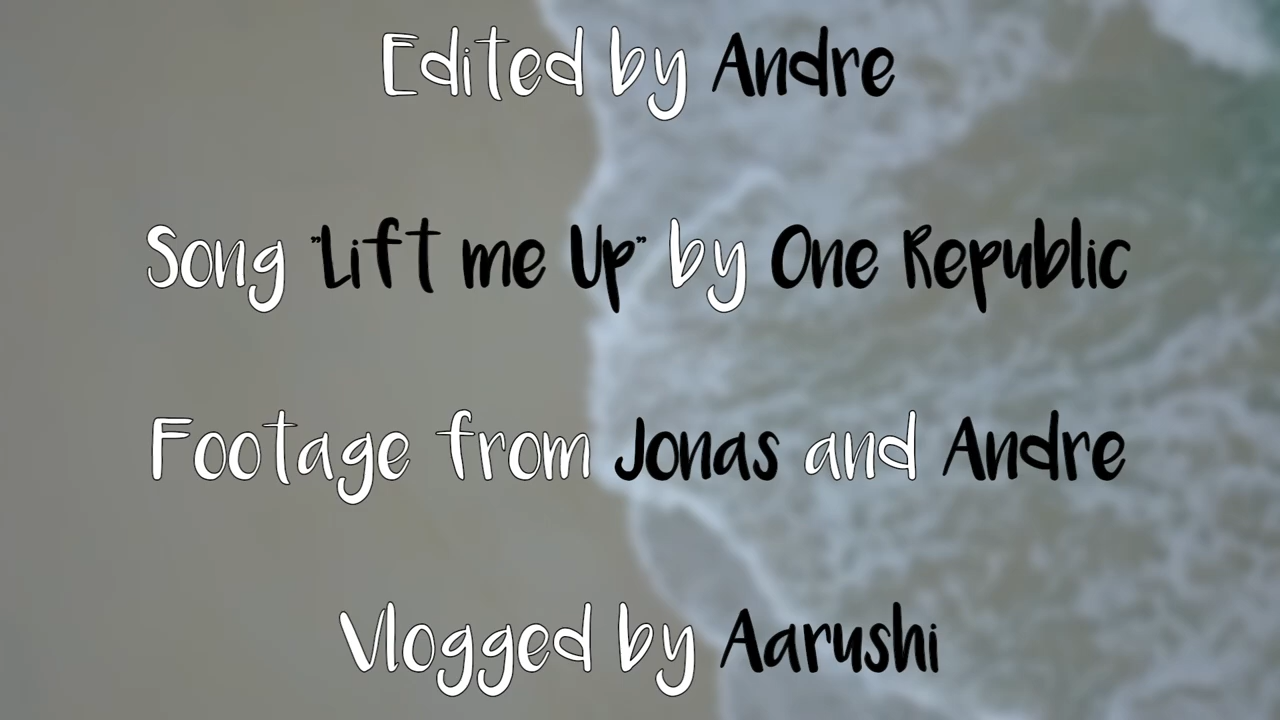 Edited by Andre
Song "Lift me Up" by One Republic
Footage from Jonas and Andre
Vlogged by Aarushi